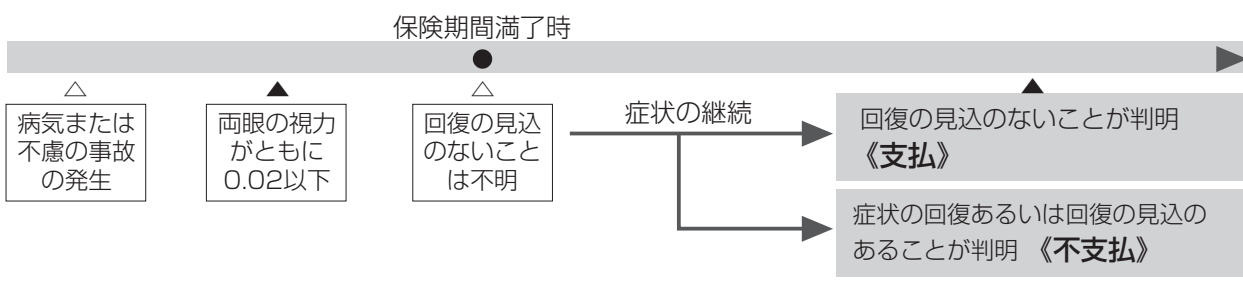 保険期間満了時
病気または
不慮の事故
の発生
両眼の視力
がともに
0.02以下
回復の見込
のないこと
は不明
症状の継続
回復の見込のないことが判明
《支払》
症状の回復あるいは回復の見込の
あることが判明 《不支払》